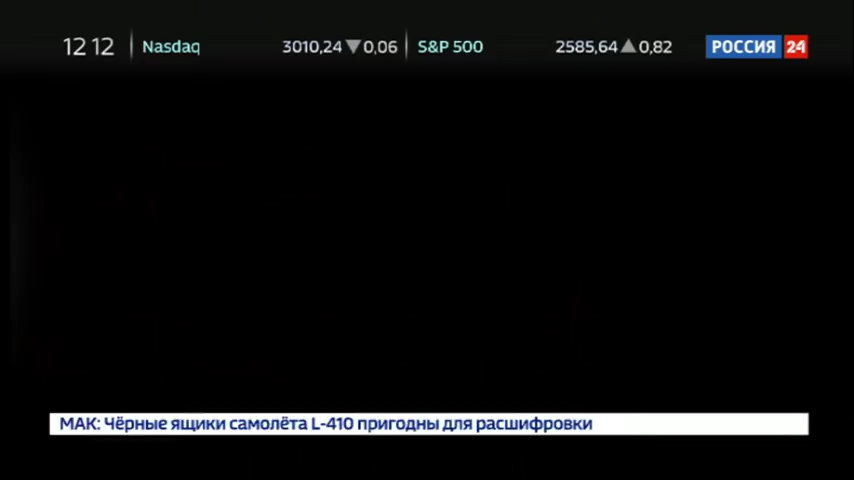 12 12 Nasdaq 3010,24▼0,06 S&P 500 2585,64▲0,82 РОССИЯ 24
МАК: Чёрные ящики самолёта L-410 пригодны для расшифровки